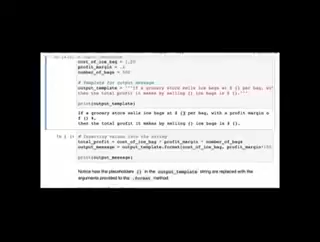 cost_of_ice_bag = 1.25
profit_margin = .2
number_of_bags = 500
# Template for output message
output_template = """If a grocery store sells ice bags at $ {} per bag, wi
then the total profit it makes by selling {} ice bags is $ {}."""
print(output_template)
If a grocery store sells ice bags at $ {} per bag, with a profit margin o
f {} %,
then the total profit it makes by selling {} ice bags is $ {}.
# Inserting values into the string
total_profit = cost_of_ice_bag * profit_margin * number_of_bags
output_message = output_template.format(cost_of_ice_bag, profit_margin*100
print(output_message)
Notice how the placeholders {} in the output_template string are replaced with the
arguments provided to the .format method.